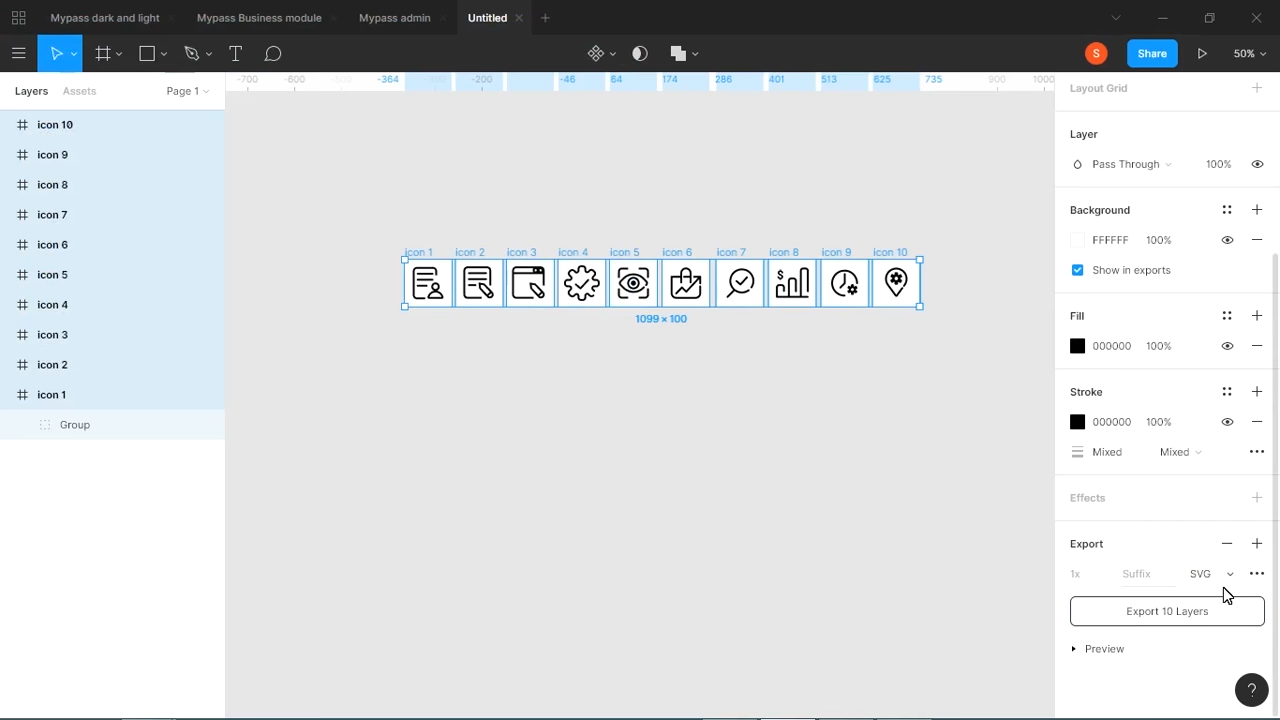 Mypass dark and light
Mypass Business module
Mypass admin
Untitled
T
S
Share
50%
Layers
Assets
Page 1
-700
-600
-364
-200
-46
64
174
286
401
513
625
735
900
1000
Layout Grid
icon 10
icon 9
icon 8
icon 7
icon 6
icon 5
icon 4
icon 3
icon 2
icon 1
Group
icon 1
icon 2
icon 3
icon 4
icon 5
icon 6
icon 7
icon 8
icon 9
icon 10
$
1099 × 100
Layer
Pass Through
100%
Background
FFFFFF
100%
Show in exports
Fill
000000
100%
Stroke
000000
100%
Mixed
Mixed
Effects
Export
1x
Suffix
SVG
Export 10 Layers
Preview
?